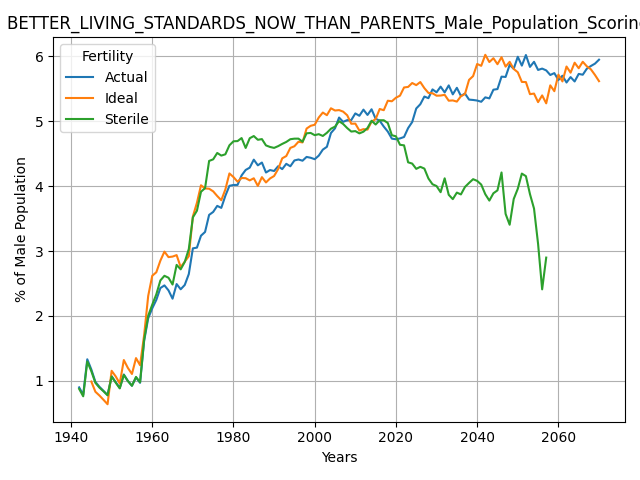 BETTER_LIVING_STANDARDS_NOW_THAN_PARENTS_Male_Population_Scorin
Fertility
Actual
Ideal
Sterile
% of Male Population
6
5
4
3
2
1
1940 1960 1980 2000 2020 2040 2060
Years